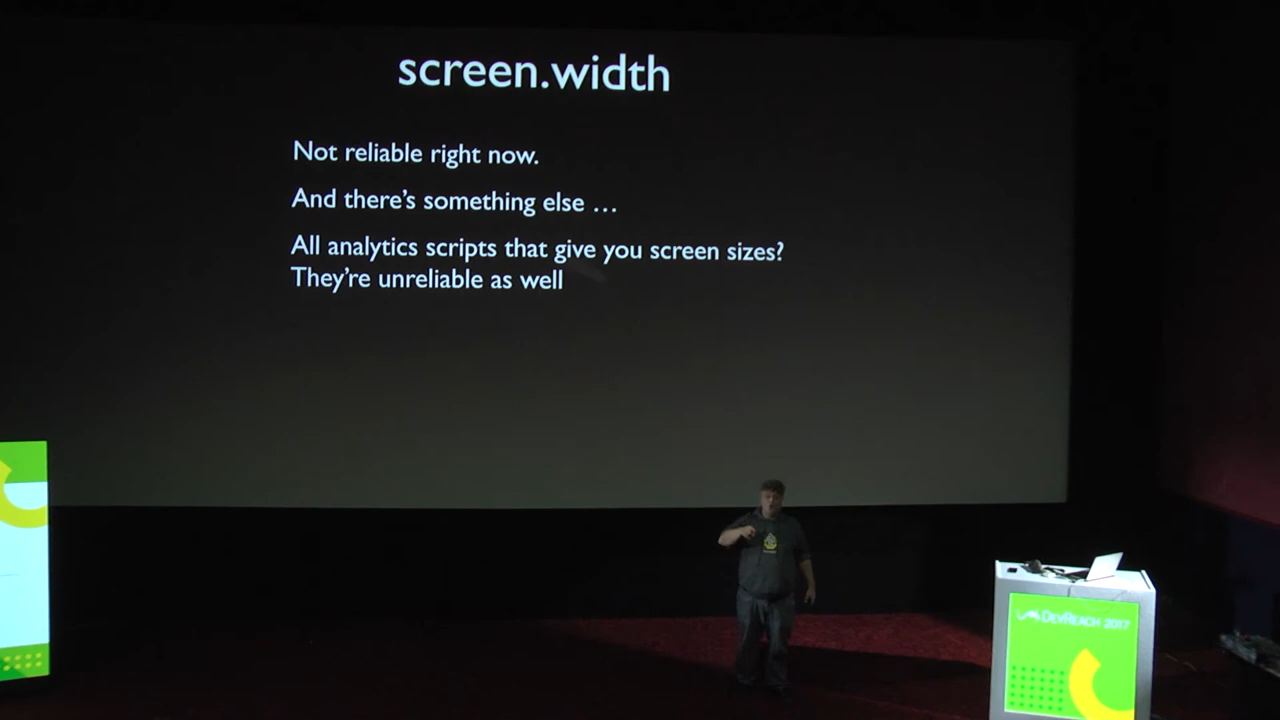 screen.width
Not reliable right now.
And there's something else …
All analytics scripts that give you screen sizes?
They're unreliable as well
DEVREACH 2017